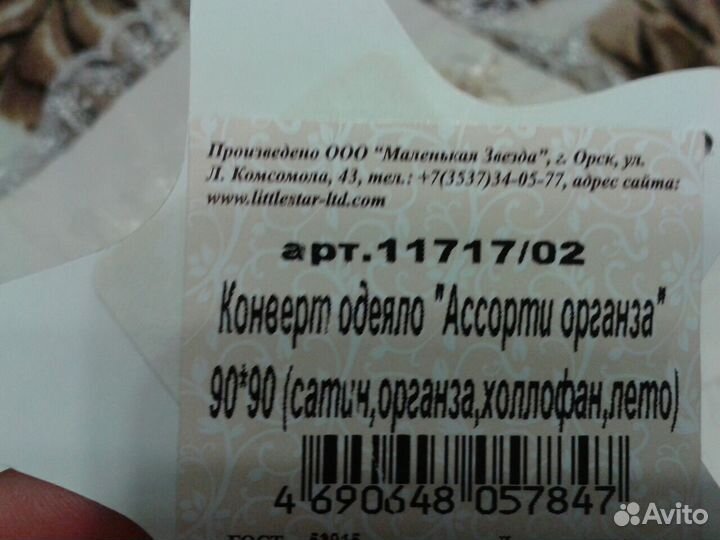 Произведено ООО "Маленькая Звезда", г. Орск, ул.
Л. Комсомола, 43, тел.: +7(3537)34-05-77, адрес сайта:
www.littlestar-ltd.com
арт.11717/02
Конверт одеяло "Ассорти органза"
90*90 (сатин,органза,холлофан,лето)
4 690648 057847
Avito